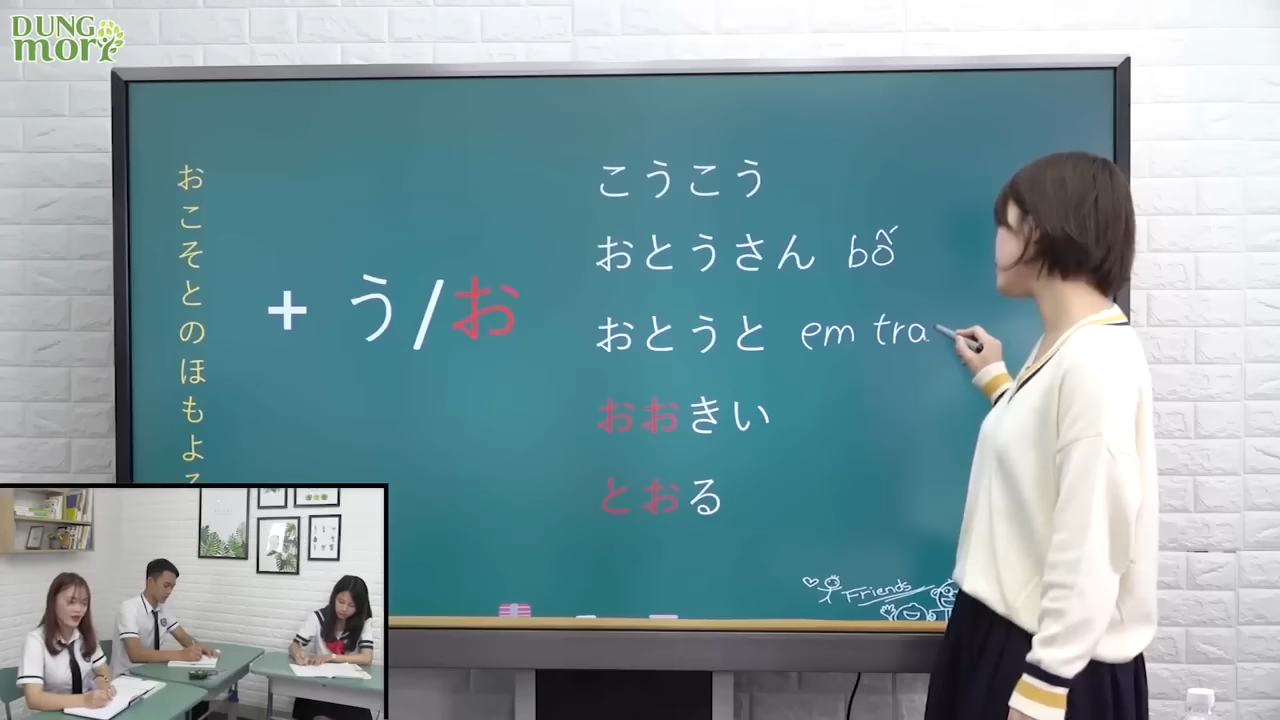 DUNG
mori
お
こ
そ
と
の
ほ
も
よ
+ う/お
こうこう
おとうさん bố
おとうと em tra
おおきい
とおる
Friends